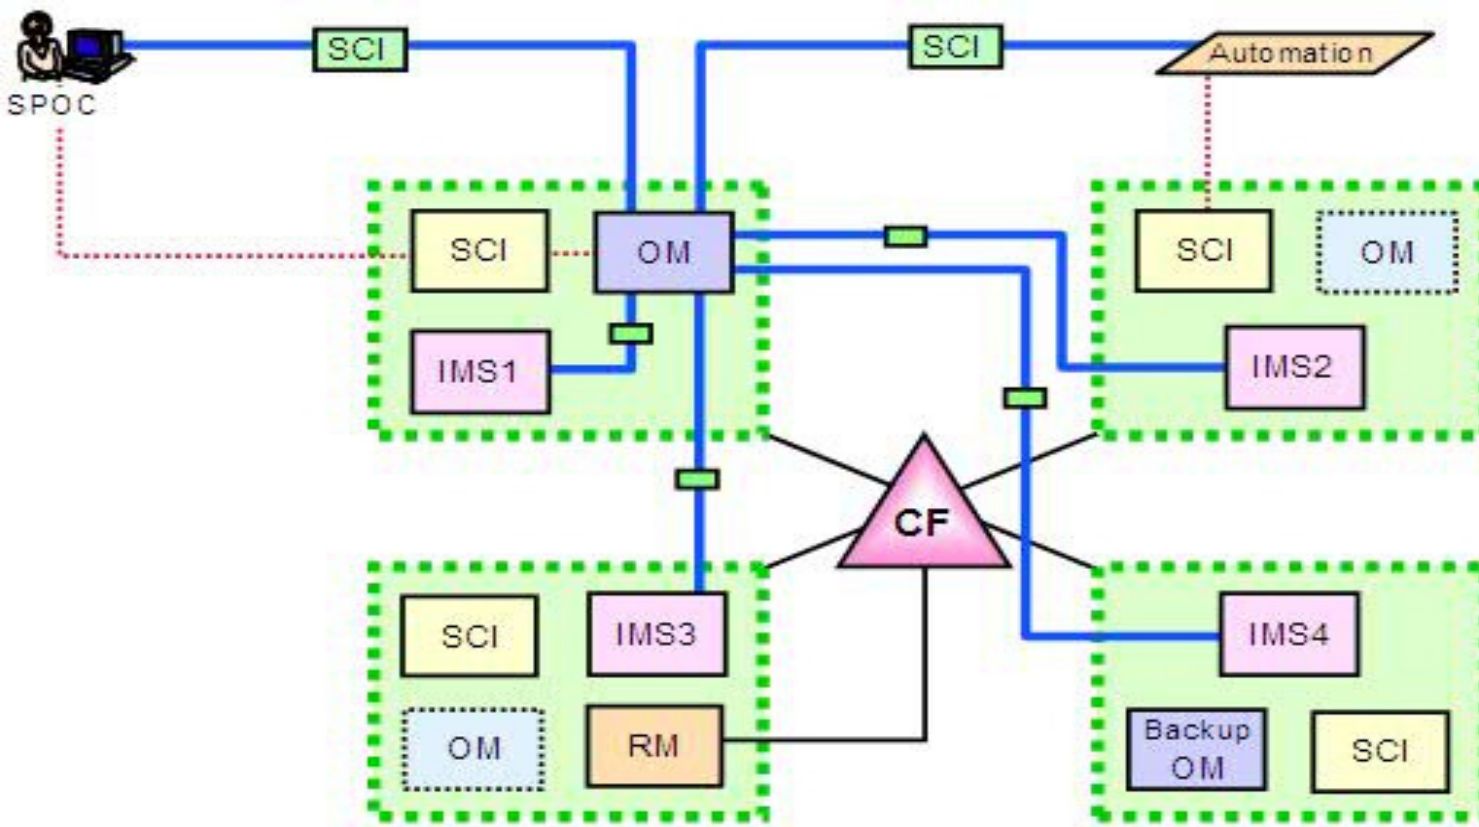 SCI
SCI
Automation
SPOC
SCI
OM
SCI
OM
IMS1
IMS2
CF
SCI
IMS3
IMS4
OM
RM
Backup
OM
SCI